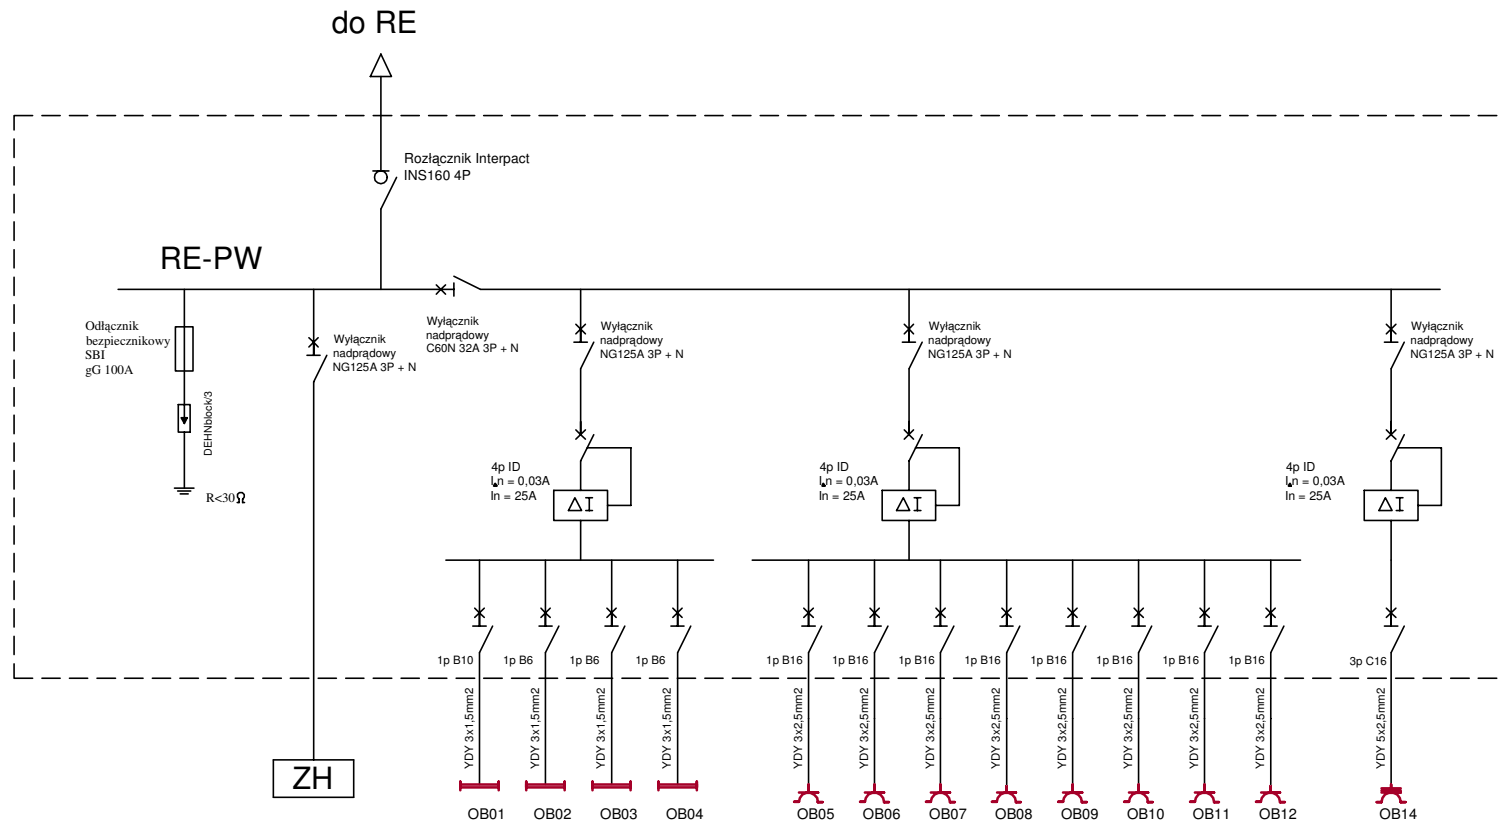 do RE
Rozłącznik Interpact
INS160 4P
RE-PW
Odłącznik
bezpiecznikowy
SBI
gG 100A
DEHNblock/3
R<30Ω
Wyłącznik
nadprądowy
NG125A 3P + N
Wyłącznik
nadprądowy
C60N 32A 3P + N
Wyłącznik
nadprądowy
NG125A 3P + N
Wyłącznik
nadprądowy
NG125A 3P + N
Wyłącznik
nadprądowy
NG125A 3P + N
4p ID
I▵n = 0,03A
In = 25A
ΔI
4p ID
I▵n = 0,03A
In = 25A
ΔI
4p ID
I▵n = 0,03A
In = 25A
ΔI
1p B10
1p B6
1p B6
1p B6
1p B16
1p B16
1p B16
1p B16
1p B16
1p B16
1p B16
1p B16
3p C16
YDY 3x1,5mm2
YDY 3x1,5mm2
YDY 3x1,5mm2
YDY 3x1,5mm2
YDY 3x2,5mm2
YDY 3x2,5mm2
YDY 3x2,5mm2
YDY 3x2,5mm2
YDY 3x2,5mm2
YDY 3x2,5mm2
YDY 3x2,5mm2
YDY 3x2,5mm2
YDY 5x2,5mm2
ZH
OB01
OB02
OB03
OB04
OB05
OB06
OB07
OB08
OB09
OB10
OB11
OB12
OB14